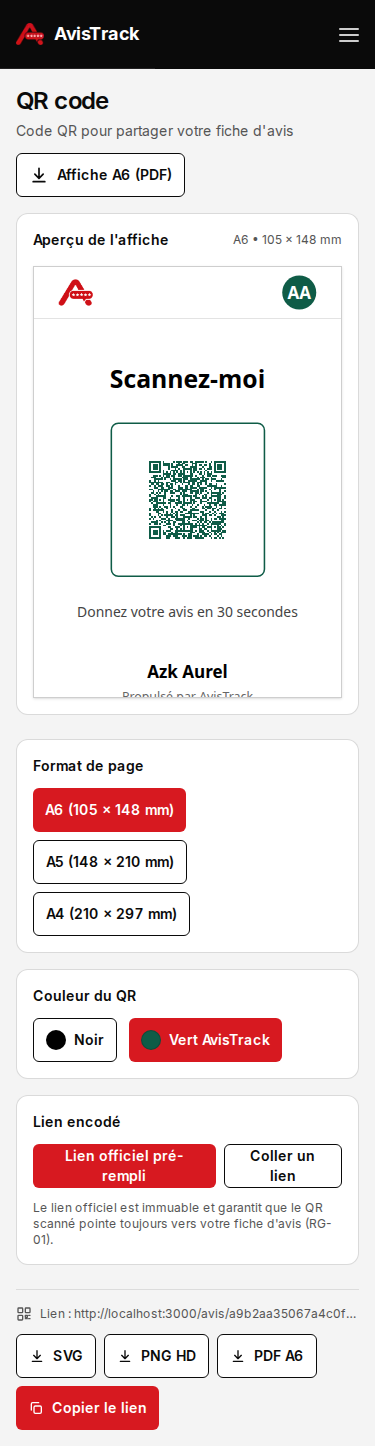 AvisTrack
QR code
Code QR pour partager votre fiche d'avis
Affiche A6 (PDF)
Aperçu de l'affiche
A6 • 105 × 148 mm
AA
Scannez-moi
Donnez votre avis en 30 secondes
Azk Aurel
Propulsé par AvisTrack
Format de page
A6 (105 × 148 mm)
A5 (148 × 210 mm)
A4 (210 × 297 mm)
Couleur du QR
Noir
Vert AvisTrack
Lien encodé
Lien officiel pré-
rempli
Coller un
lien
Le lien officiel est immuable et garantit que le QR
scanné pointe toujours vers votre fiche d'avis (RG-
01).
Lien : http://localhost:3000/avis/a9b2aa35067a4c0f...
SVG
PNG HD
PDF A6
Copier le lien